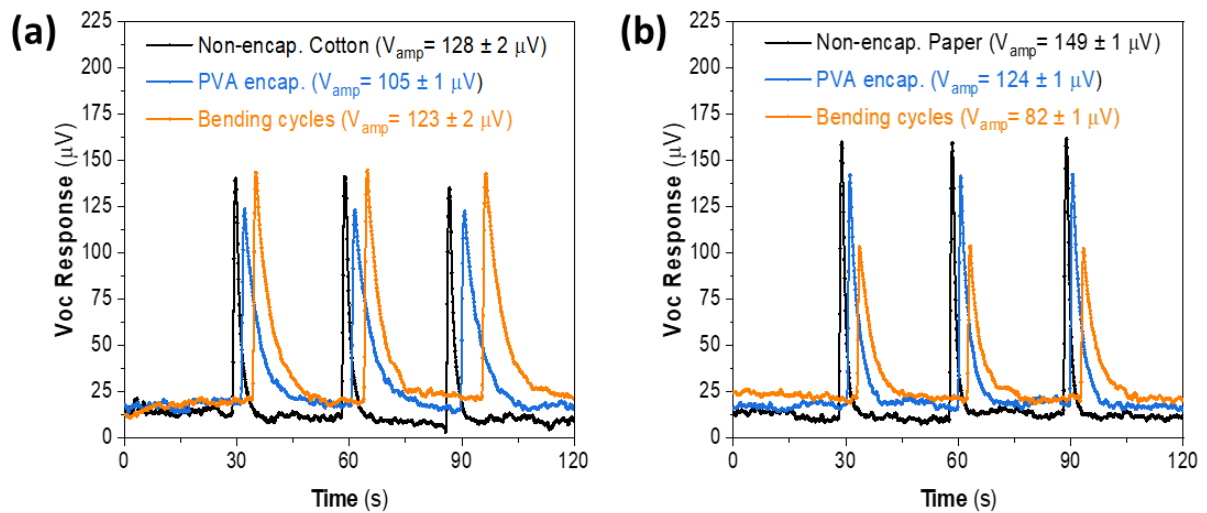 (a)
Non-encap. Cotton (Vamp= 128 ± 2 μV)
PVA encap. (Vamp= 105 ± 1 μV)
Bending cycles (Vamp= 123 ± 2 μV)
Voc Response (μV)
225
200
175
150
125
100
75
50
25
0
0 30 60 90 120
Time (s)
(b)
Non-encap. Paper (Vamp= 149 ± 1 μV)
PVA encap. (Vamp= 124 ± 1 μV)
Bending cycles (Vamp= 82 ± 1 μV)
Voc Response (μV)
225
200
175
150
125
100
75
50
25
0
0 30 60 90 120
Time (s)